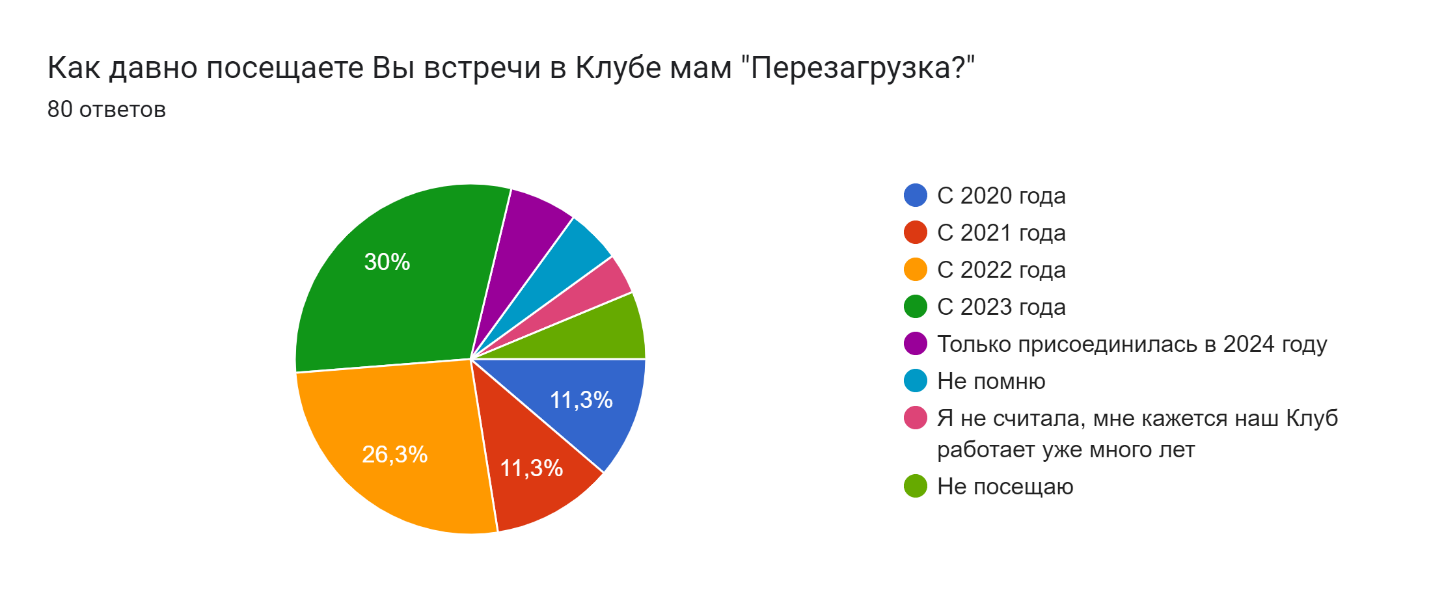 Как давно посещаете Вы встречи в Клубе мам "Перезагрузка?"
80 ответов
30%
11,3%
26,3%
11,3%
С 2020 года
С 2021 года
С 2022 года
С 2023 года
Только присоединилась в 2024 году
Не помню
Я не считала, мне кажется наш Клуб
работает уже много лет
Не посещаю